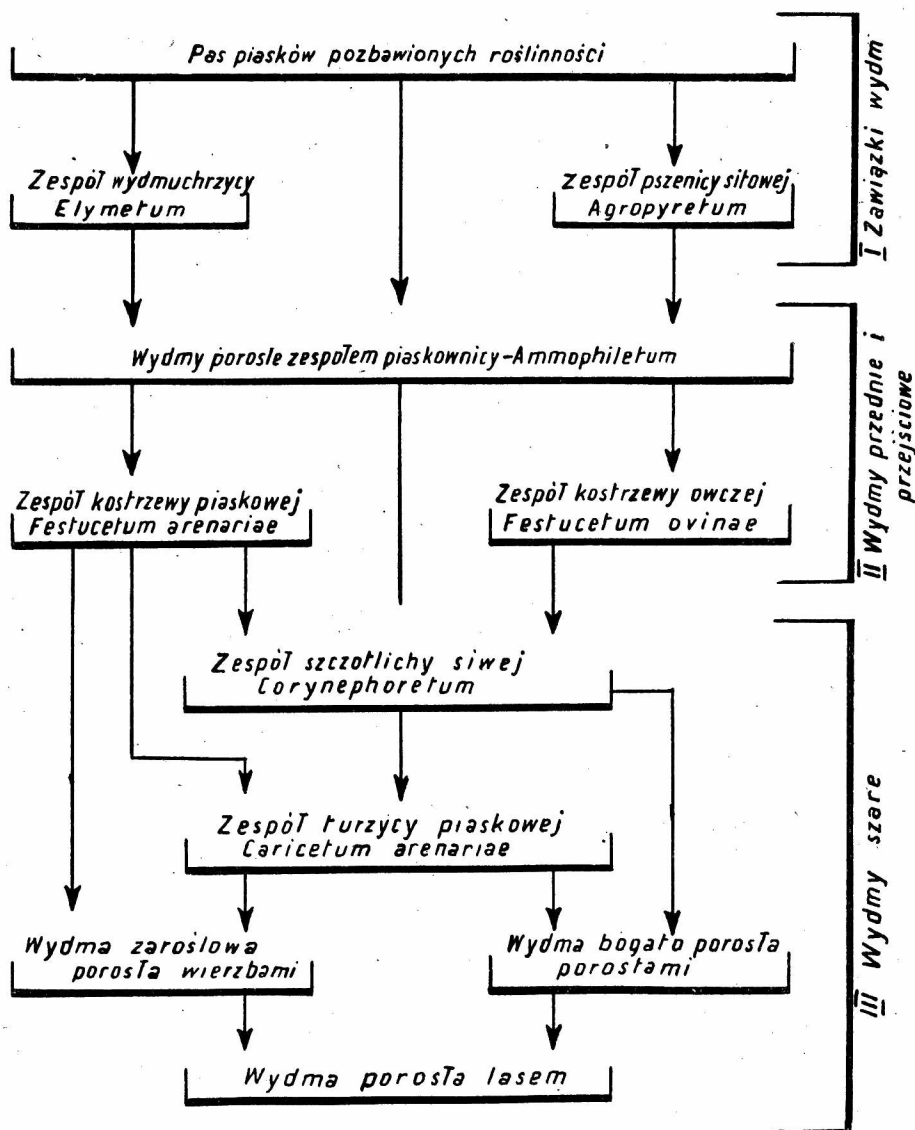 Pas piasków pozbawionych roślinności
Zespół wydmuchrzycy
Elymetum
Zespół pszenicy sitowej
Agropyretum
I Zawiązki wydm
Wydmy porosłe zespołem piaskownicy-Ammophiletum
Zespół kostrzewy piaskowej
Festucetum arenariae
Zespół kostrzewy owczej
Festucetum ovinae
II Wydmy przednie i
przejściowe
Zespół szczotlichy siwej
Corynephoretum
Zespół turzycy piaskowej
Caricetum arenariae
Wydma zaroślowa
porosła wierzbami
Wydma bogato porosła
porostami
Wydma porosła lasem
III Wydmy szare